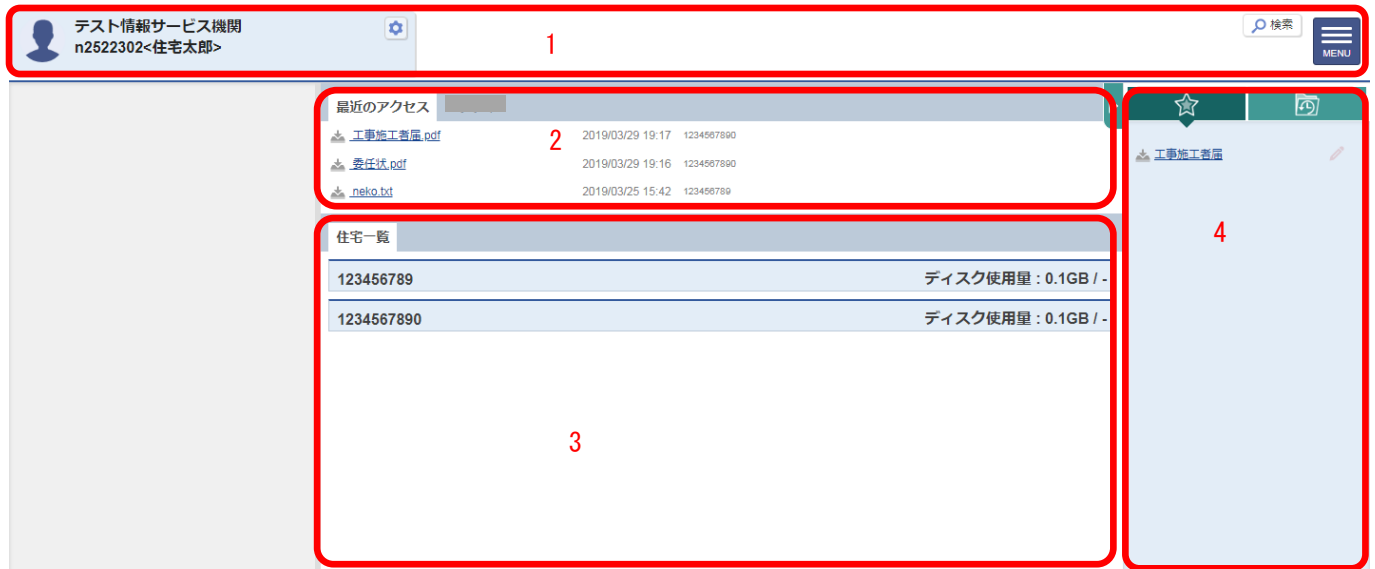 テスト情報サービス機関
n2522302<住宅太郎>
1
検索
MENU
最近のアクセス
工事施工者届.pdf 2019/03/29 19:17 1234567890
2
委任状.pdf 2019/03/29 19:16 1234567890
neko.txt 2019/03/25 15:42 123456789
住宅一覧
123456789 ディスク使用量 : 0.1GB / -
1234567890 ディスク使用量 : 0.1GB / -
3
工事施工者届
4